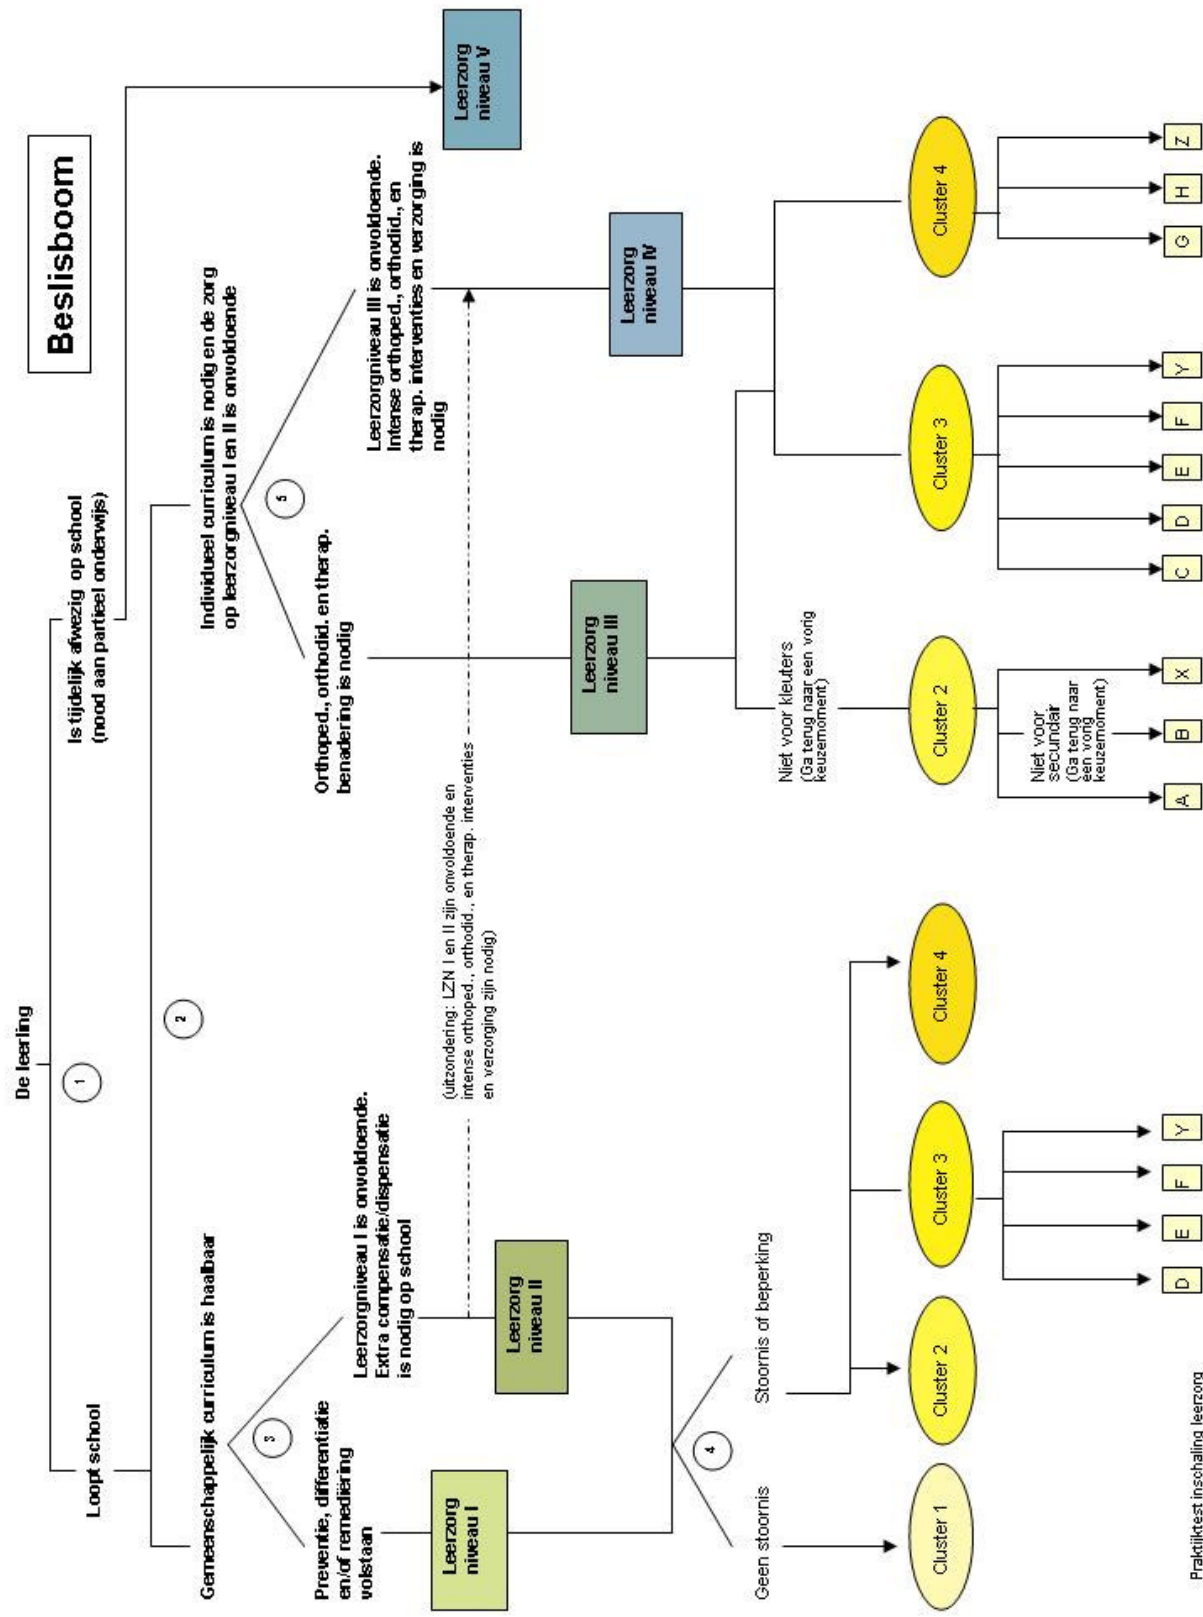 Beslisboom
De leerling
1
Loopt school
Is tijdelijk afwezig op school
(nood aan partieel onderwijs)
2
Gemeenschappelijk curriculum is haalbaar
Individueel curriculum is nodig en de zorg
op leerzorgniveau I en II is onvoldoende
3
5
Preventie, differentiatie
en/of remediëring
volstaan
Leerzorgniveau I is onvoldoende.
Extra compensatie/dispensatie
is nodig op school
Orthoped., orthodid. en therap.
benadering is nodig
Leerzorgniveau III is onvoldoende.
Intense orthoped., orthodid., en
therap. interventies en verzorging is
nodig
(uitzondering: LZN I en II zijn onvoldoende en
intense orthoped., orthodid., en therap. interventies
en verzorging zijn nodig)
Leerzorg
niveau I
Leerzorg
niveau II
Leerzorg
niveau III
Leerzorg
niveau IV
Leerzorg
niveau V
4
Geen stoornis
Stoornis of beperking
Niet voor kleuters
(Ga terug naar een vorig
keuzemoment)
Cluster 1
Cluster 2
Cluster 3
Cluster 4
Cluster 2
Cluster 3
Cluster 4
Niet voor
secundair
(Ga terug naar
een vorig
keuzemoment)
D
E
F
Y
A
B
X
C
D
E
F
Y
G
H
Z
Praktijktest inschaling leerzorg